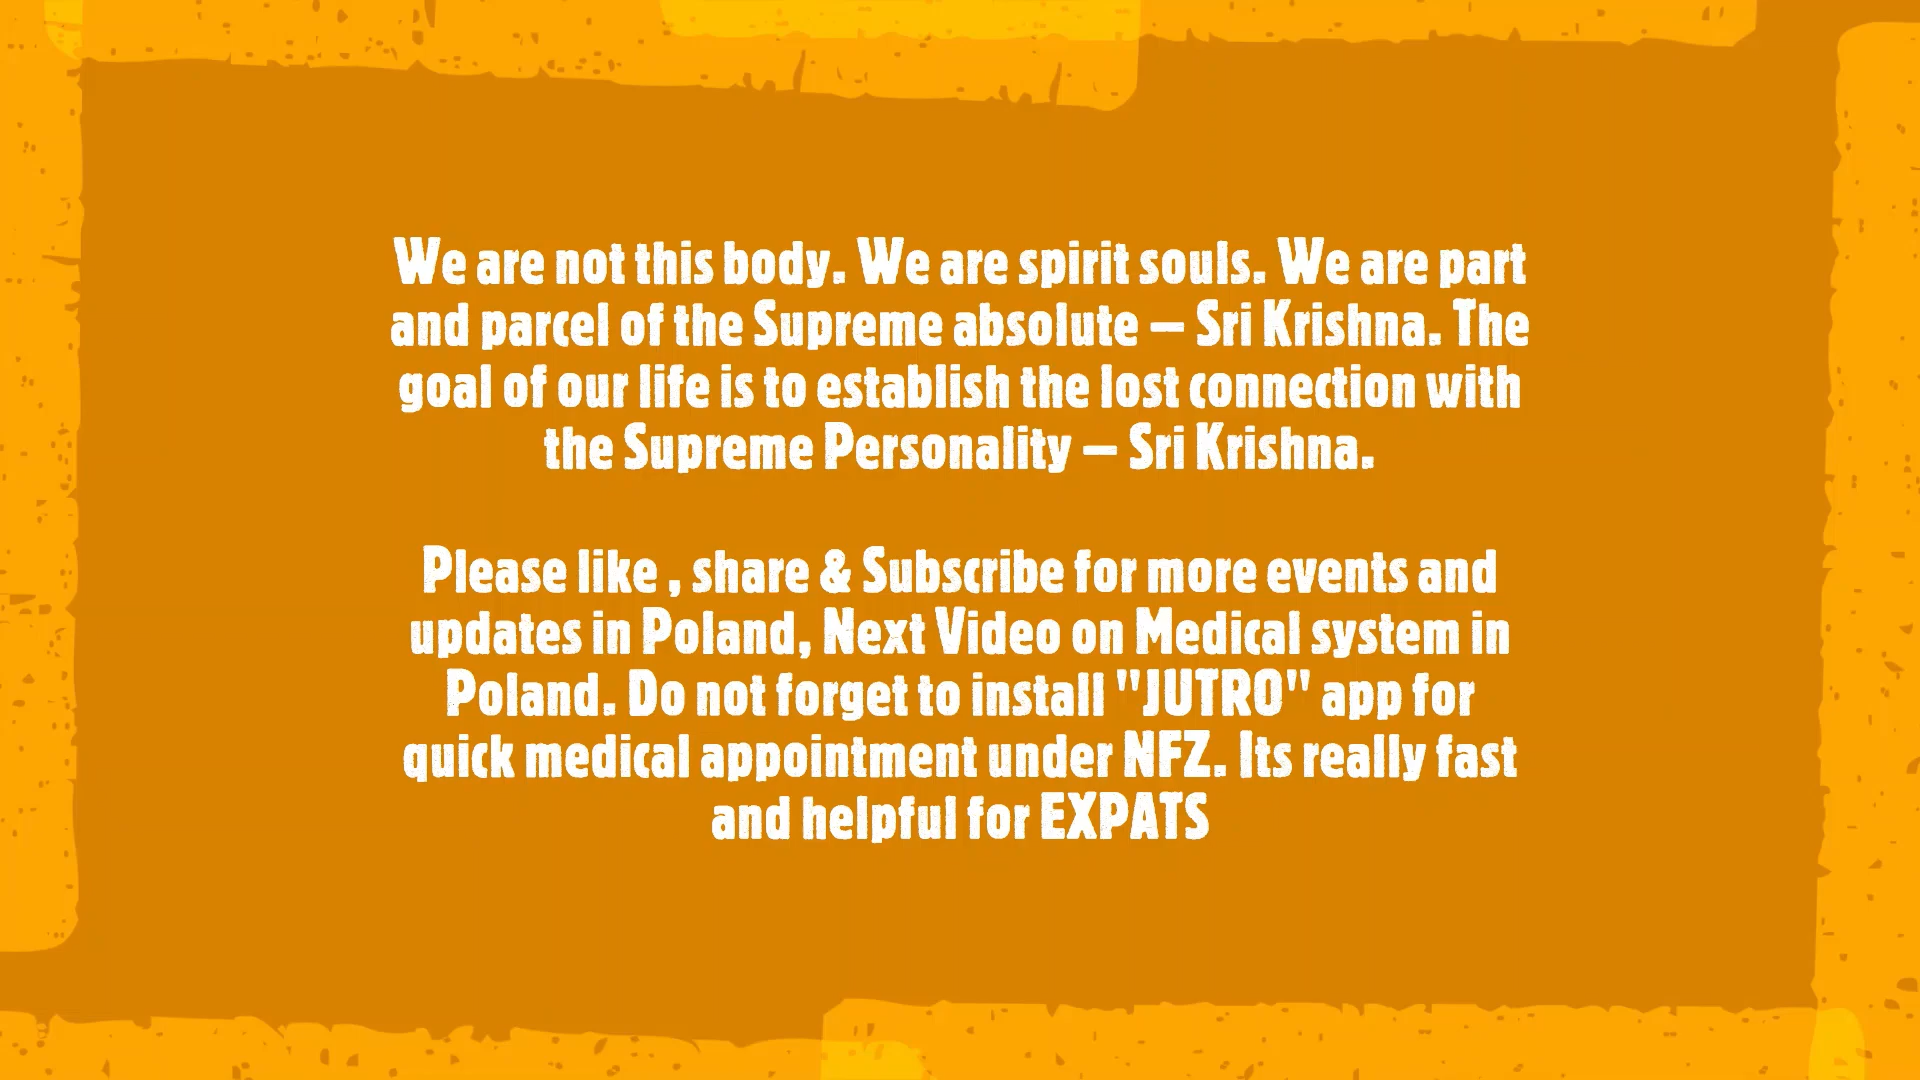 We are not this body. We are spirit souls. We are part
and parcel of the Supreme absolute – Sri Krishna. The
goal of our life is to establish the lost connection with
the Supreme Personality – Sri Krishna.
Please like , share & Subscribe for more events and
updates in Poland, Next Video on Medical system in
Poland. Do not forget to install "JUTRO" app for
quick medical appointment under NFZ. Its really fast
and helpful for EXPATS